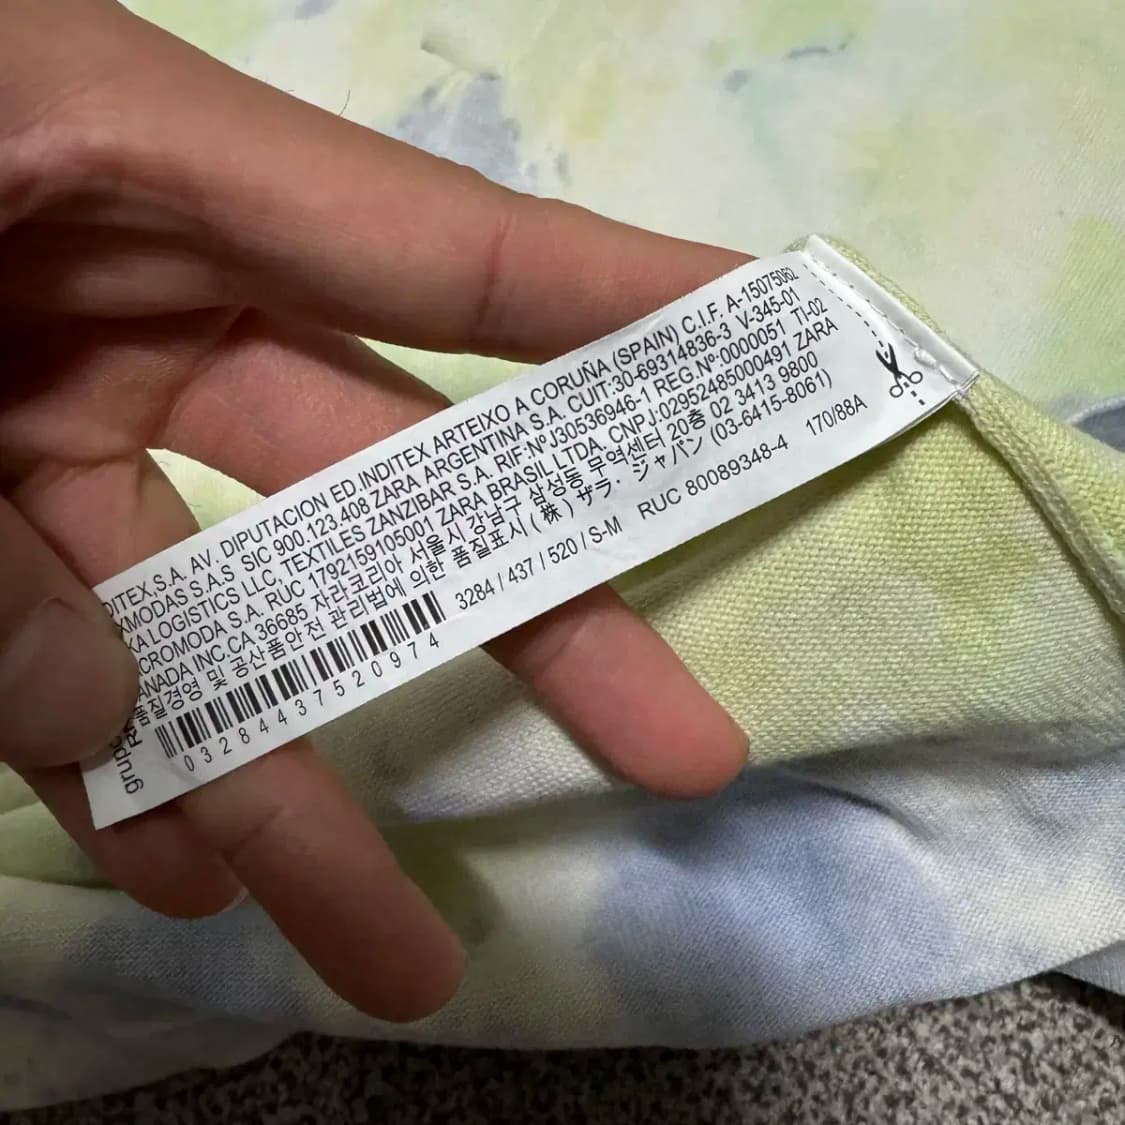 DITEX,S.A. AV. DIPUTACION ED.INDITEX ARTEIXO A CORUÑA (SPAIN) C.I.F. A-15075062
XMODAS S.A.S SIC 900.123.408 ZARA ARGENTINA S.A. CUIT:30-69314836-3 V-345-01
XA LOGISTICS LLC, TEXTILES ZANZIBAR S.A. RIF:NºJ30536946-1 REG.Nº:0000051 TI-02
CROMODA S.A. RUC 1792159105001 ZARA BRASIL LTDA, CNPJ:02952485000491 ZARA
ANADA INC.CA 36685 자라코리아 서울시강남구 삼성동 무역센터 20층 02 3413 9800
품질경영 및 공산품안전 관리법에 의한 품질표시 (株) ザラ・ジャパン (03-6415-8061)
3284 / 437 / 520 / S-M RUC 80089348-4 170/88A
03284437520974